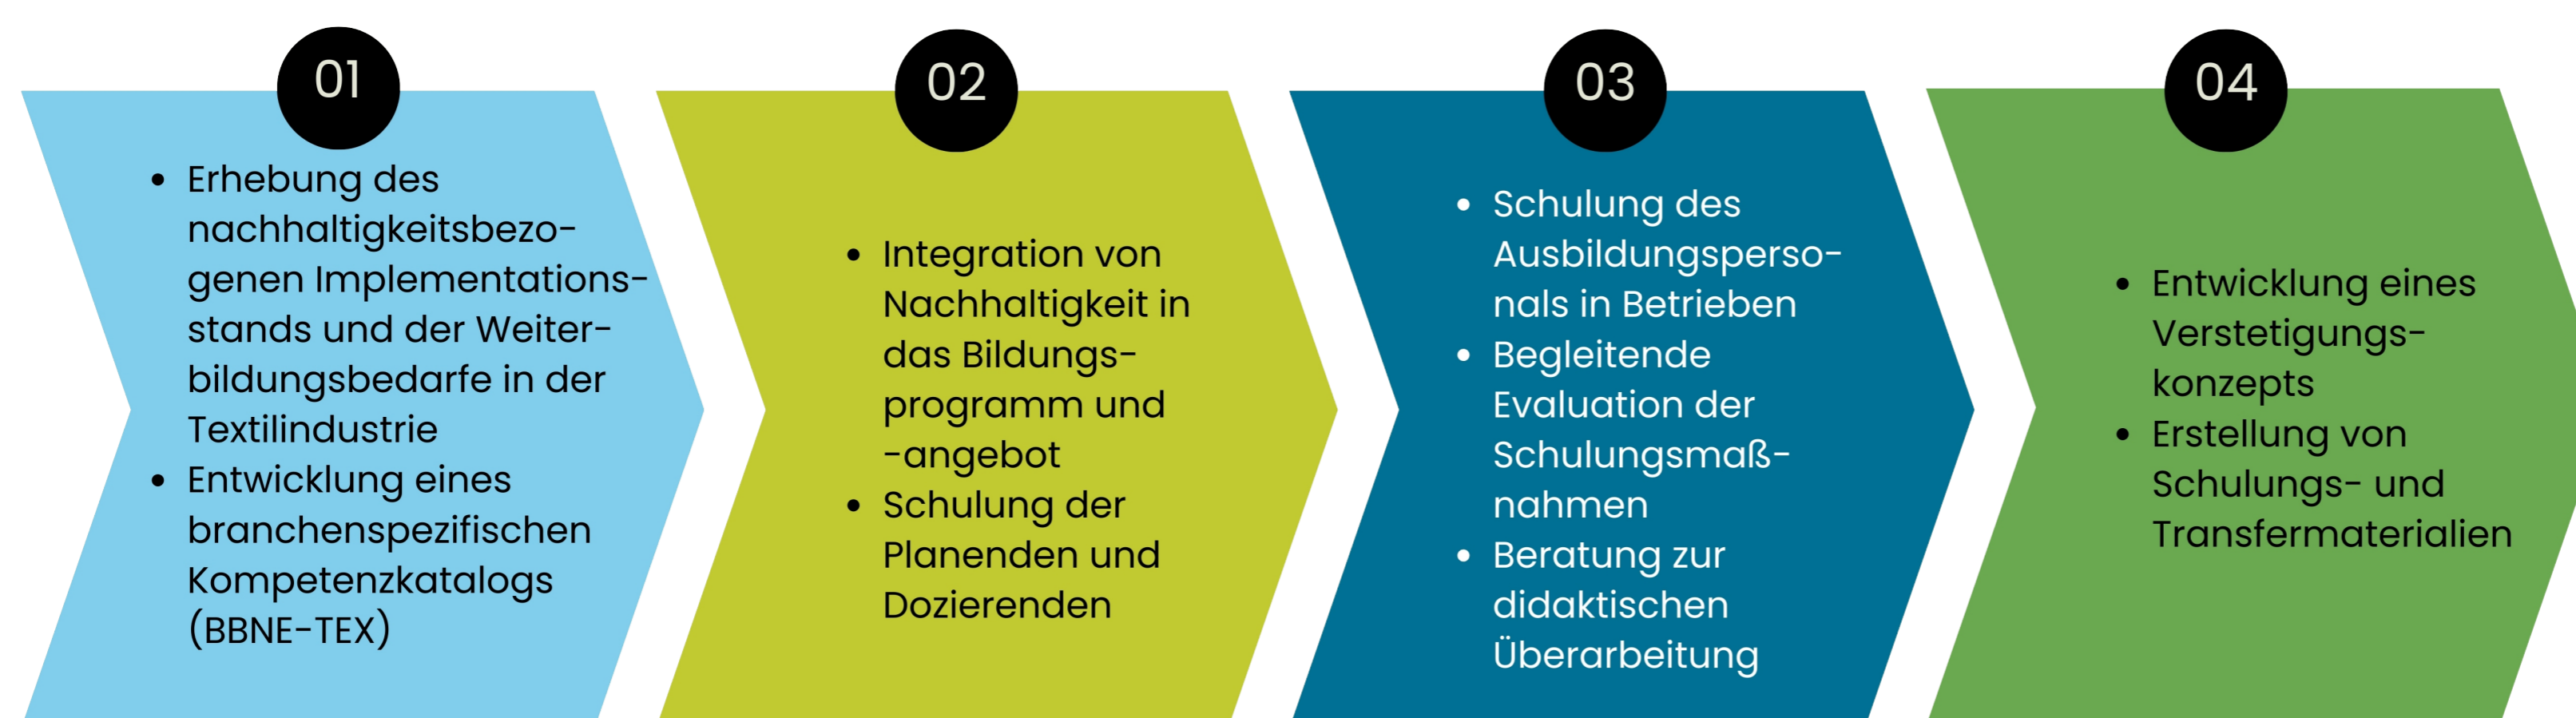 01
Erhebung des
nachhaltigkeitsbezo-
genen Implementations-
stands und der Weiter-
bildungsbedarfe in der
Textilindustrie
Entwicklung eines
branchenspezifischen
Kompetenzkatalogs
(BBNE-TEX)
02
Integration von
Nachhaltigkeit in
das Bildungs-
programm und
-angebot
Schulung der
Planenden und
Dozierenden
03
Schulung des
Ausbildungsperso-
nals in Betrieben
Begleitende
Evaluation der
Schulungsmaß-
nahmen
Beratung zur
didaktischen
Überarbeitung
04
Entwicklung eines
Verstetigungs-
konzepts
Erstellung von
Schulungs- und
Transfermaterialien